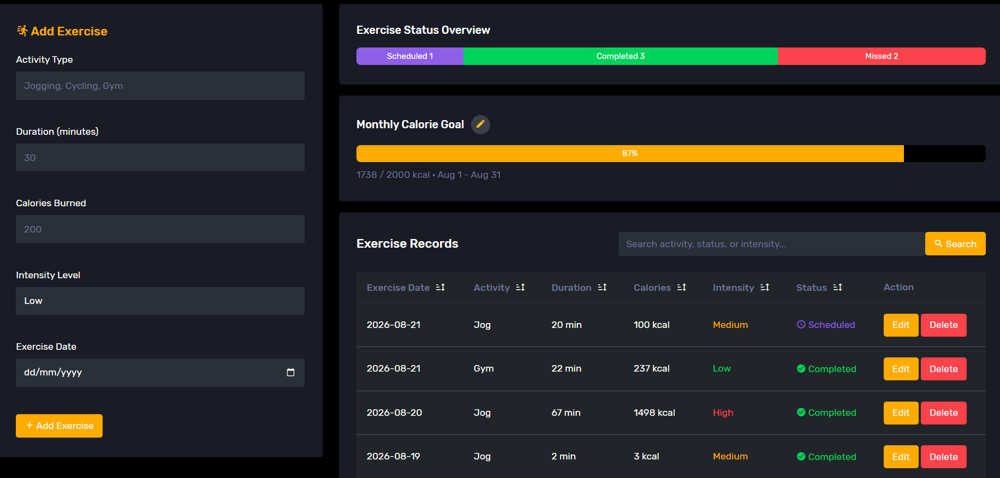 Add Exercise
Activity Type
Jogging, Cycling, Gym
Duration (minutes)
30
Calories Burned
200
Intensity Level
Low
Exercise Date
dd/mm/yyyy
+ Add Exercise
Exercise Status Overview
Scheduled 1 Completed 3 Missed 2
Monthly Calorie Goal
87%
1738 / 2000 kcal • Aug 1 - Aug 31
Exercise Records
Search activity, status, or intensity...
Search
Exercise Date Activity Duration Calories Intensity Status Action
2026-08-21 Jog 20 min 100 kcal Medium Scheduled Edit Delete
2026-08-21 Gym 22 min 237 kcal Low Completed Edit Delete
2026-08-20 Jog 67 min 1498 kcal High Completed Edit Delete
2026-08-19 Jog 2 min 3 kcal Medium Completed Edit Delete